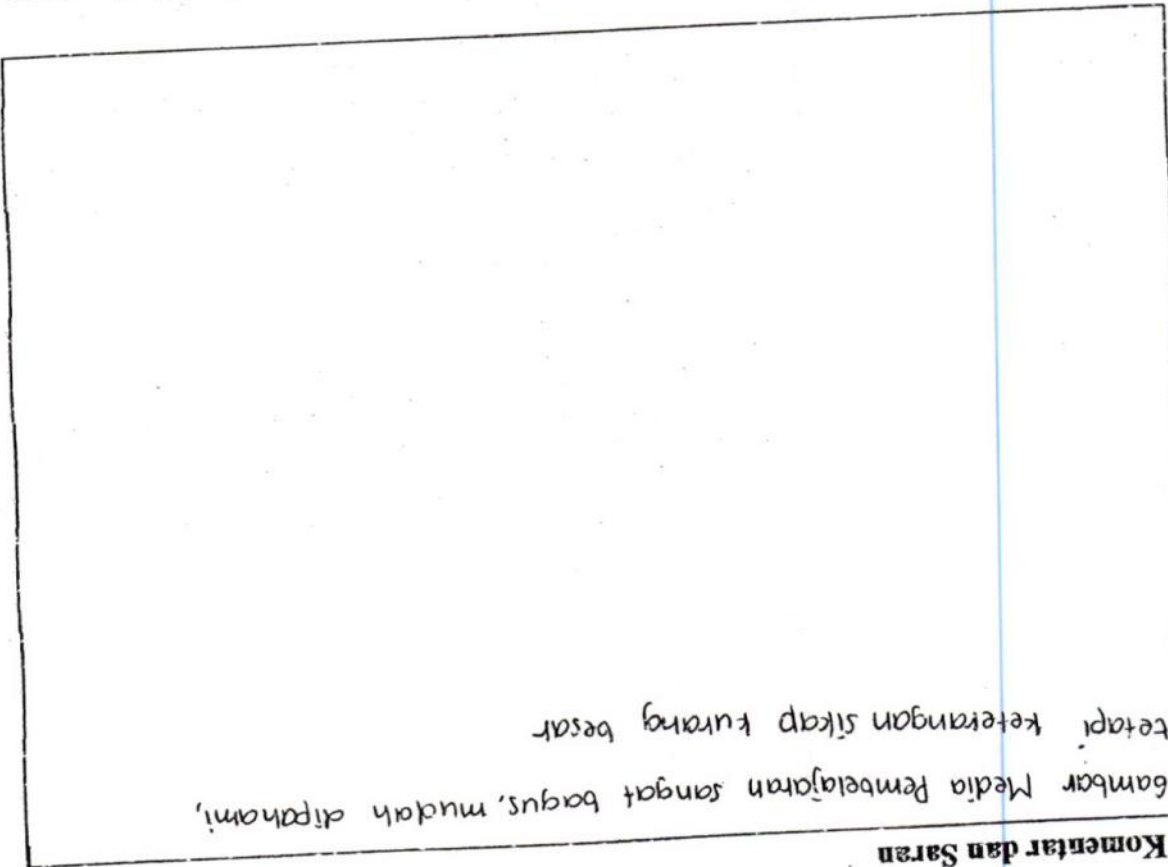 Komentar dan Saran
Gambar Media Pembelajaran sangat bagus, mudah dipahami,
tetapi keterangan sikap kurang besar